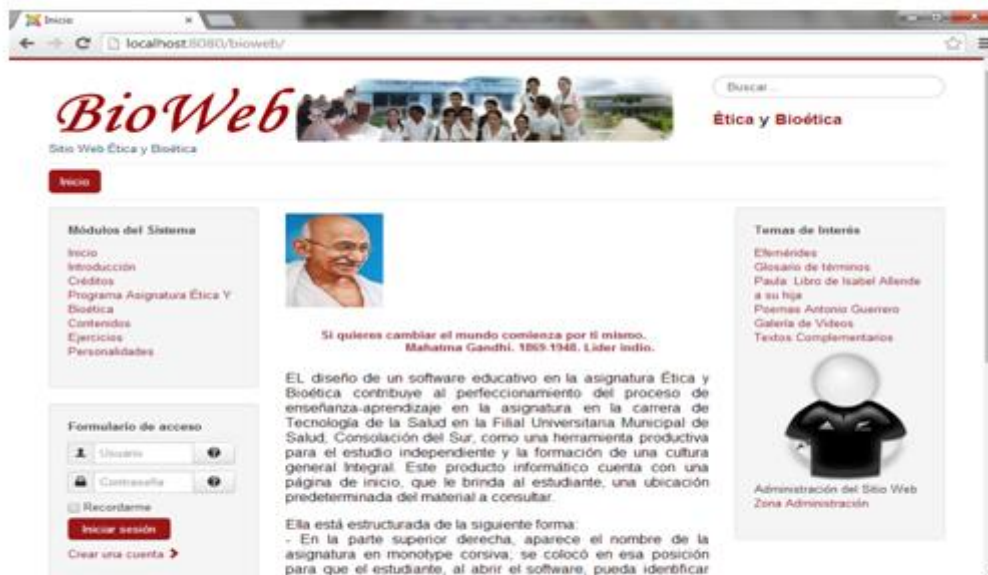 Inicio
localhost:8080/bioweb/
BioWeb
Sitio Web Ética y Bioética
Buscar...
Ética y Bioética
Inicio
Módulos del Sistema
Inicio
Introducción
Créditos
Programa Asignatura Ética Y
Bioética
Contenidos
Ejercicios
Personalidades
Formulario de acceso
Usuario
Contraseña
Recordarme
Iniciar sesión
Crear una cuenta
Si quieres cambiar el mundo comienza por ti mismo.
Mahatma Gandhi. 1869.1948. Líder indio.
EL diseño de un software educativo en la asignatura Ética y
Bioética contribuye al perfeccionamiento del proceso de
enseñanza-aprendizaje en la asignatura en la carrera de
Tecnología de la Salud en la Filial Universitaria Municipal de
Salud, Consolación del Sur, como una herramienta productiva
para el estudio independiente y la formación de una cultura
general Integral. Este producto informático cuenta con una
página de inicio, que le brinda al estudiante, una ubicación
predeterminada del material a consultar.
Ella está estructurada de la siguiente forma:
- En la parte superior derecha, aparece el nombre de la
asignatura en monotype corsiva; se colocó en esa posición
para que el estudiante, al abrir el software, pueda identificar
Temas de Interés
Efemérides
Glosario de términos
Paula Libro de Isabel Allende
a su hija
Poemas Antonio Guerrero
Galería de Videos
Textos Complementarios
Administración del Sitio Web
Zona Administración